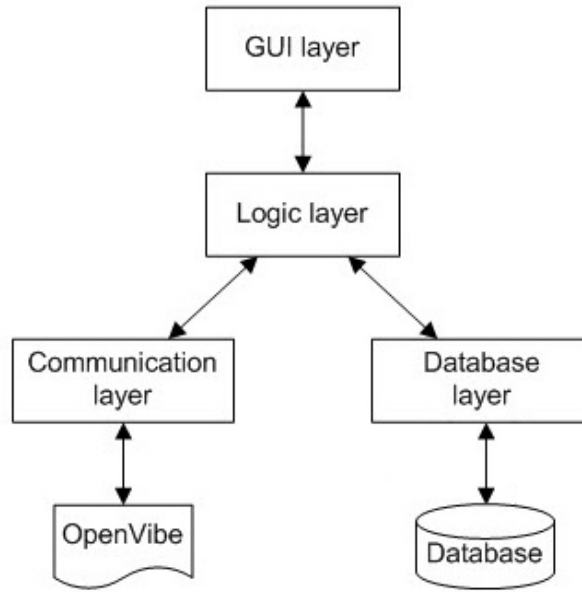 GUI layer
Logic layer
Communication
layer
Database
layer
OpenVibe
Database